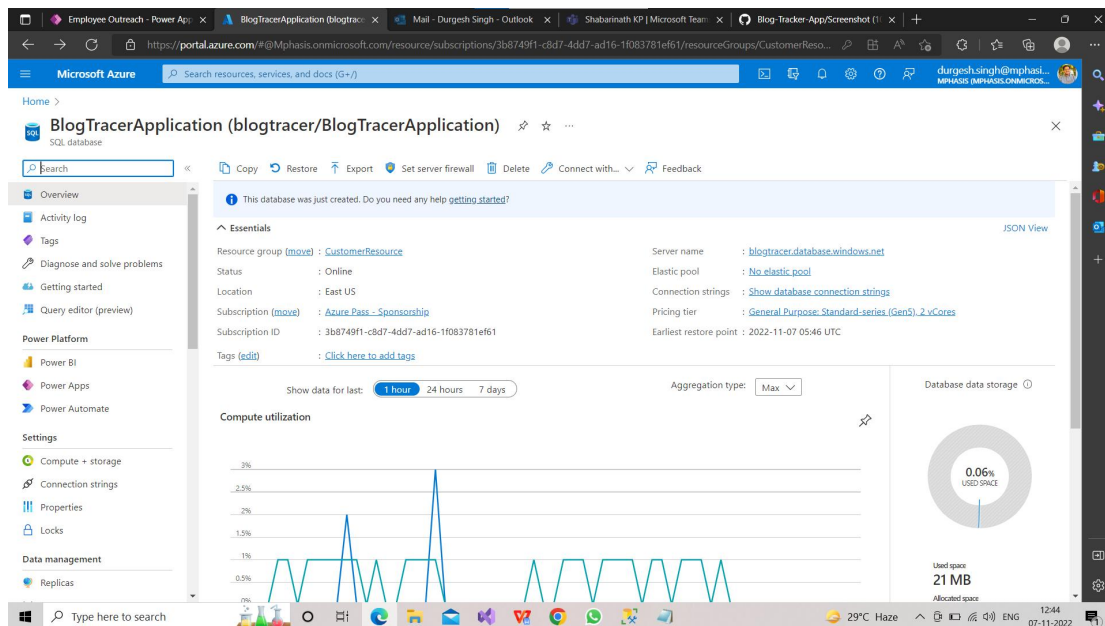 Employee Outreach - Power App
BlogTracerApplication (blogtrace
Mail - Durgesh Singh - Outlook
Shabarinath KP | Microsoft Team
Blog-Tracker-App/Screenshot (1
https://portal.azure.com/#@Mphasis.onmicrosoft.com/resource/subscriptions/3b8749f1-c8d7-4dd7-ad16-1f083781ef61/resourceGroups/CustomerReso...
Microsoft Azure
Search resources, services, and docs (G+/)
durgesh.singh@mphasi...
MPHASIS (MPHASIS.ONMICROS...
Home >
BlogTracerApplication (blogtracer/BlogTracerApplication)
SQL
SQL database
Search
Copy Restore Export Set server firewall Delete Connect with... Feedback
Overview
Activity log
Tags
Diagnose and solve problems
Getting started
Query editor (preview)
Power Platform
Power BI
Power Apps
Power Automate
Settings
Compute + storage
Connection strings
Properties
Locks
Data management
Replicas
This database was just created. Do you need any help getting started?
Essentials
JSON View
Resource group (move) : CustomerResource
Status : Online
Location : East US
Subscription (move) : Azure Pass - Sponsorship
Subscription ID : 3b8749f1-c8d7-4dd7-ad16-1f083781ef61
Tags (edit) : Click here to add tags
Server name : blogtracer.database.windows.net
Elastic pool : No elastic pool
Connection strings : Show database connection strings
Pricing tier : General Purpose: Standard-series (Gen5), 2 vCores
Earliest restore point : 2022-11-07 05:46 UTC
Show data for last: 1 hour 24 hours 7 days
Aggregation type: Max
Compute utilization
3%
2.5%
2%
1.5%
1%
0.5%
0%
Database data storage
0.06%
USED SPACE
Used space
21 MB
Allocated space
Type here to search
29°C Haze
ENG
12:44
07-11-2022